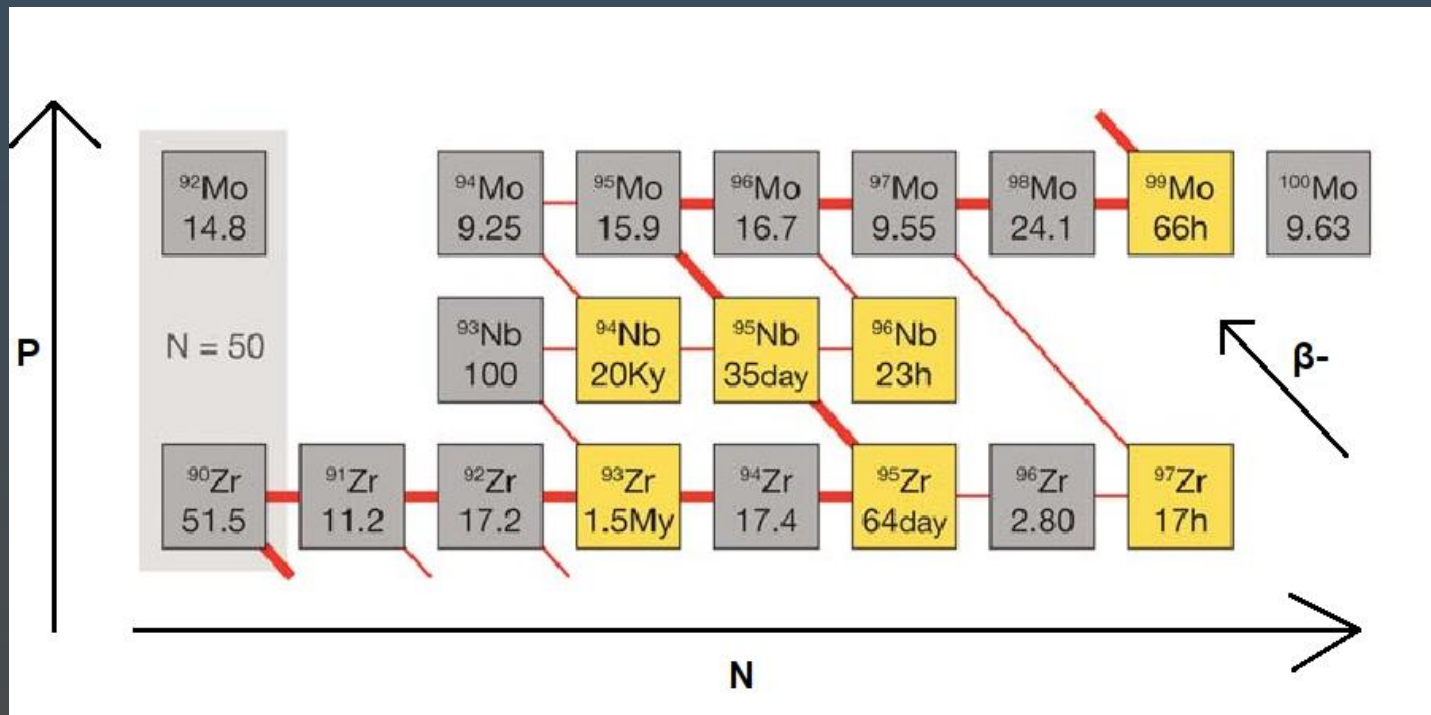 ⁹²Mo
14.8
⁹⁴Mo
9.25
⁹⁵Mo
15.9
⁹⁶Mo
16.7
⁹⁷Mo
9.55
⁹⁸Mo
24.1
⁹⁹Mo
66h
¹⁰⁰Mo
9.63
P
N = 50
⁹³Nb
100
⁹⁴Nb
20Ky
⁹⁵Nb
35day
⁹⁶Nb
23h
β-
⁹⁰Zr
51.5
⁹¹Zr
11.2
⁹²Zr
17.2
⁹³Zr
1.5My
⁹⁴Zr
17.4
⁹⁵Zr
64day
⁹⁶Zr
2.80
⁹⁷Zr
17h
N